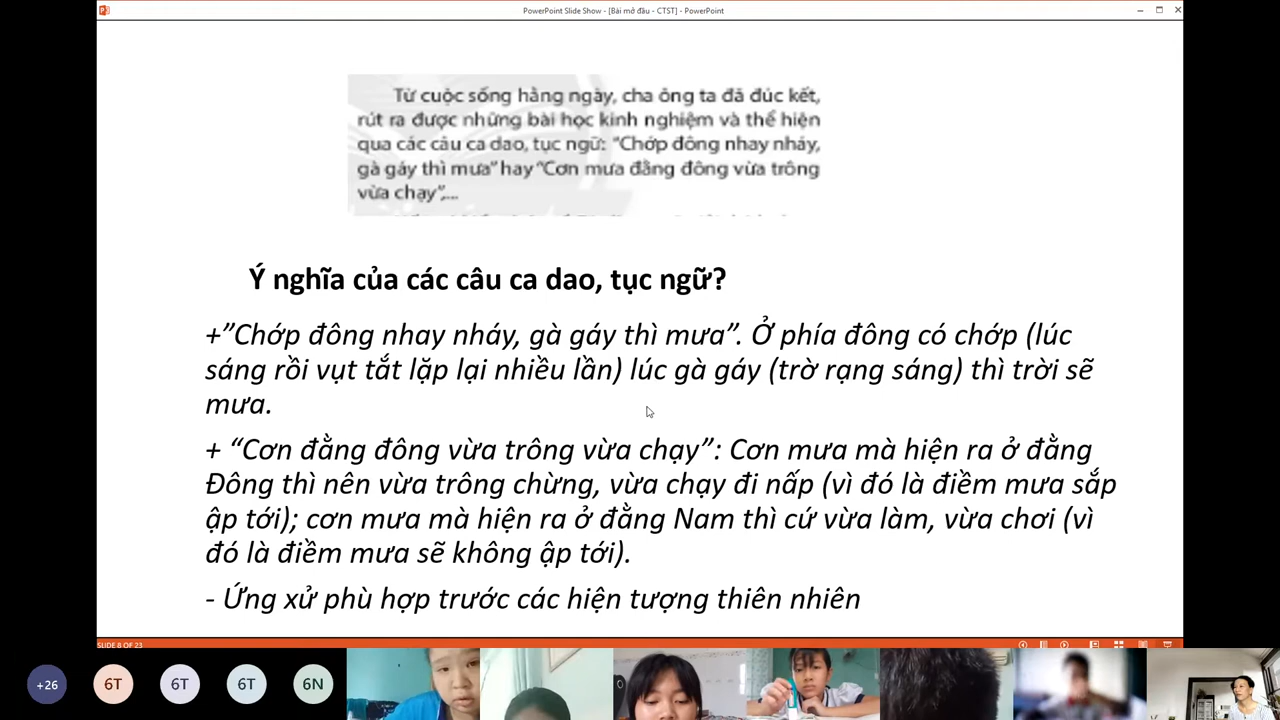 PowerPoint Slide Show - [Bài mở đầu - CTST] - PowerPoint
Từ cuộc sống hằng ngày, cha ông ta đã đúc kết,
rút ra được những bài học kinh nghiệm và thể hiện
qua các câu ca dao, tục ngữ: “Chớp đông nhay nháy,
gà gáy thì mưa” hay “Cơn mưa đằng đông vừa trông
vừa chạy”,...
Ý nghĩa của các câu ca dao, tục ngữ?
+”Chớp đông nhay nháy, gà gáy thì mưa”. Ở phía đông có chớp (lúc
sáng rồi vụt tắt lặp lại nhiều lần) lúc gà gáy (trờ rạng sáng) thì trời sẽ
mưa.
+ “Cơn đằng đông vừa trông vừa chạy”: Cơn mưa mà hiện ra ở đằng
Đông thì nên vừa trông chừng, vừa chạy đi nấp (vì đó là điềm mưa sắp
ập tới); cơn mưa mà hiện ra ở đằng Nam thì cứ vừa làm, vừa chơi (vì
đó là điềm mưa sẽ không ập tới).
- Ứng xử phù hợp trước các hiện tượng thiên nhiên
SLIDE 8 OF 23
+26
6T
6T
6T
6N